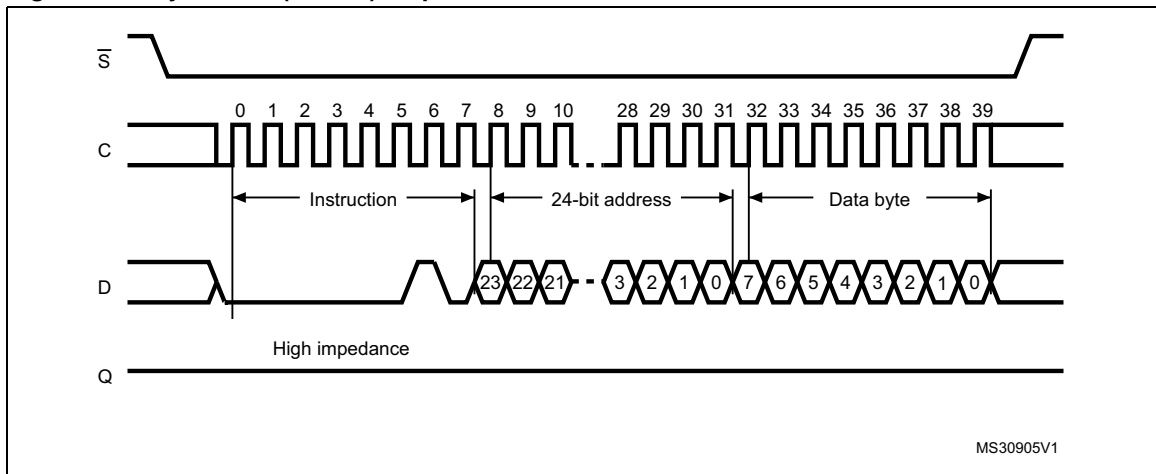 S
0 1 2 3 4 5 6 7 8 9 10 28 29 30 31 32 33 34 35 36 37 38 39
C
Instruction 24-bit address Data byte
D 23 22 21 3 2 1 0 7 6 5 4 3 2 1 0
High impedance
Q
MS30905V1